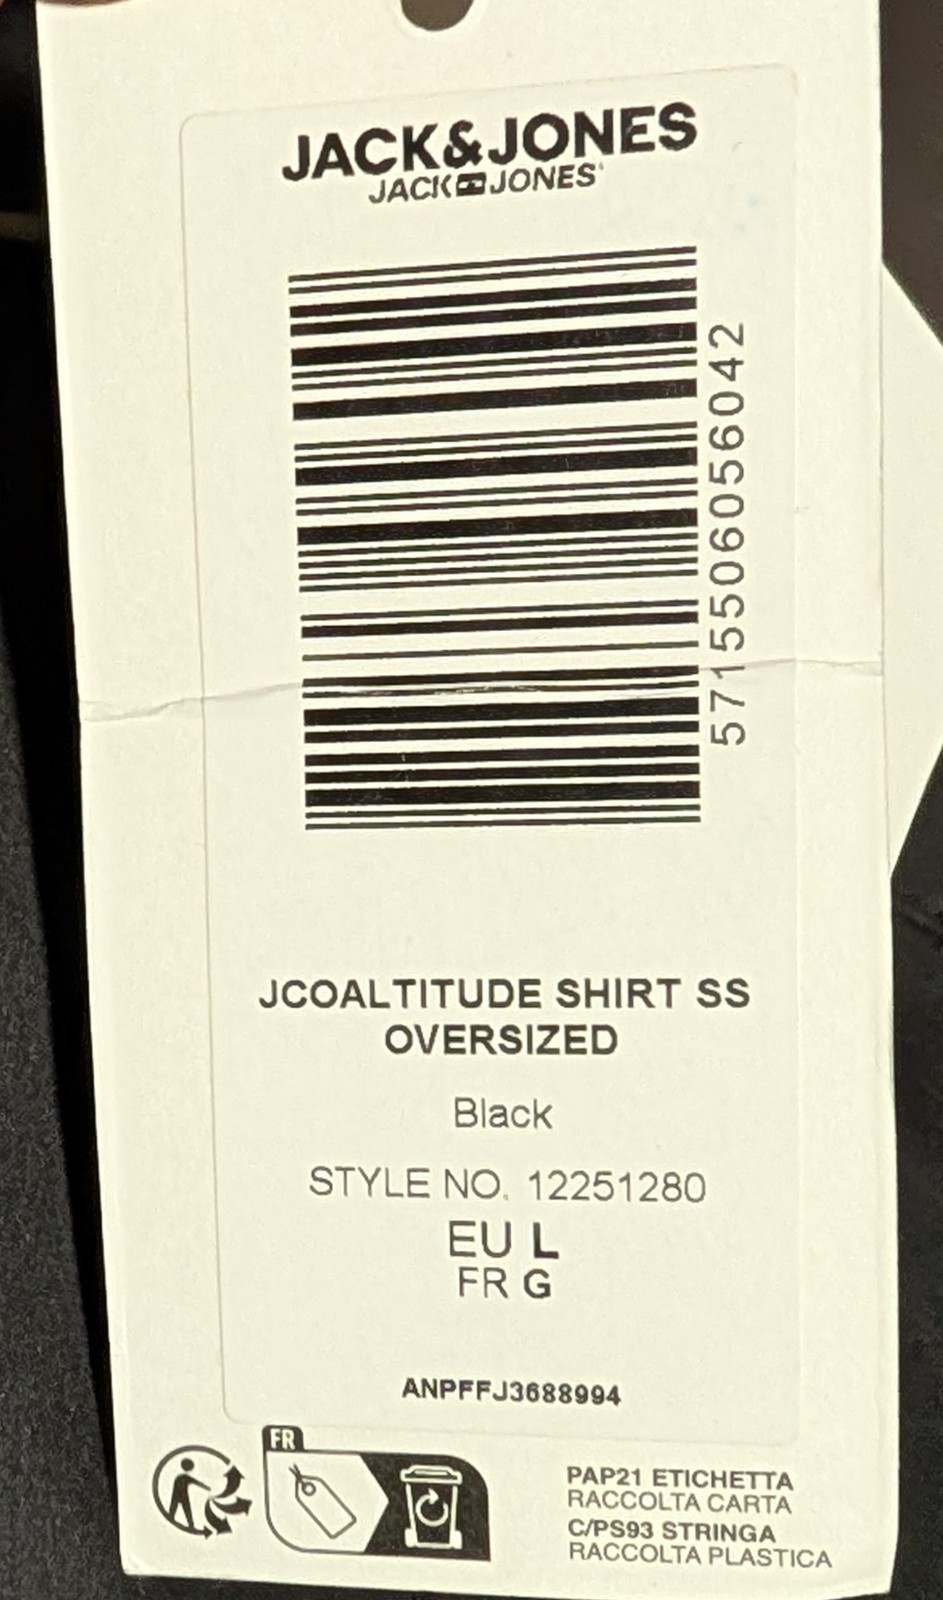 JACK&JONES
JACK JONES
5715506056042
JCOALTITUDE SHIRT SS
OVERSIZED
Black
STYLE NO. 12251280
EU L
FR G
ANPFFJ3688994
FR
PAP21 ETICHETTA
RACCOLTA CARTA
C/PS93 STRINGA
RACCOLTA PLASTICA